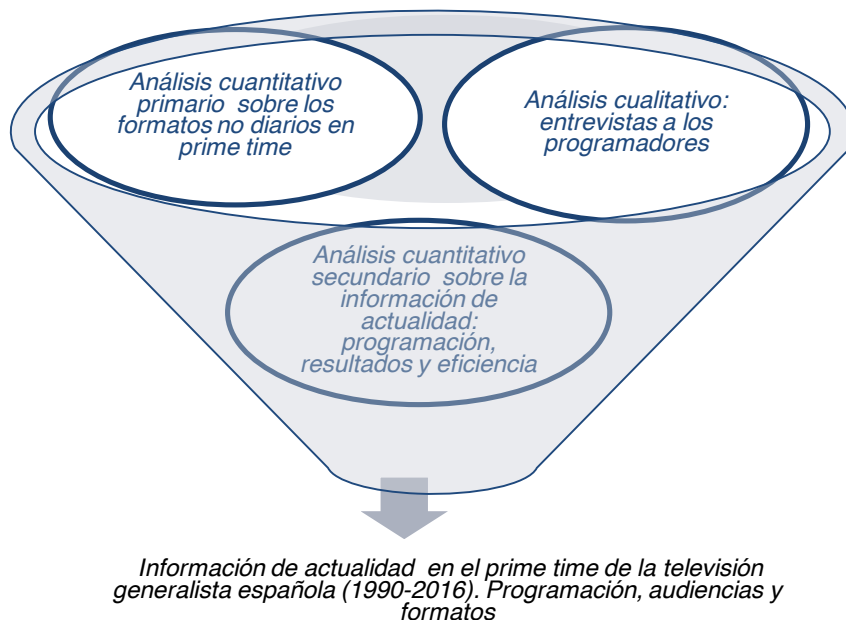 Análisis cuantitativo
primario sobre los
formatos no diarios en
prime time
Análisis cualitativo:
entrevistas a los
programadores
Análisis cuantitativo
secundario sobre la
información de
actualidad:
programación,
resultados y eficiencia
Información de actualidad en el prime time de la televisión
generalista española (1990-2016). Programación, audiencias y
formatos